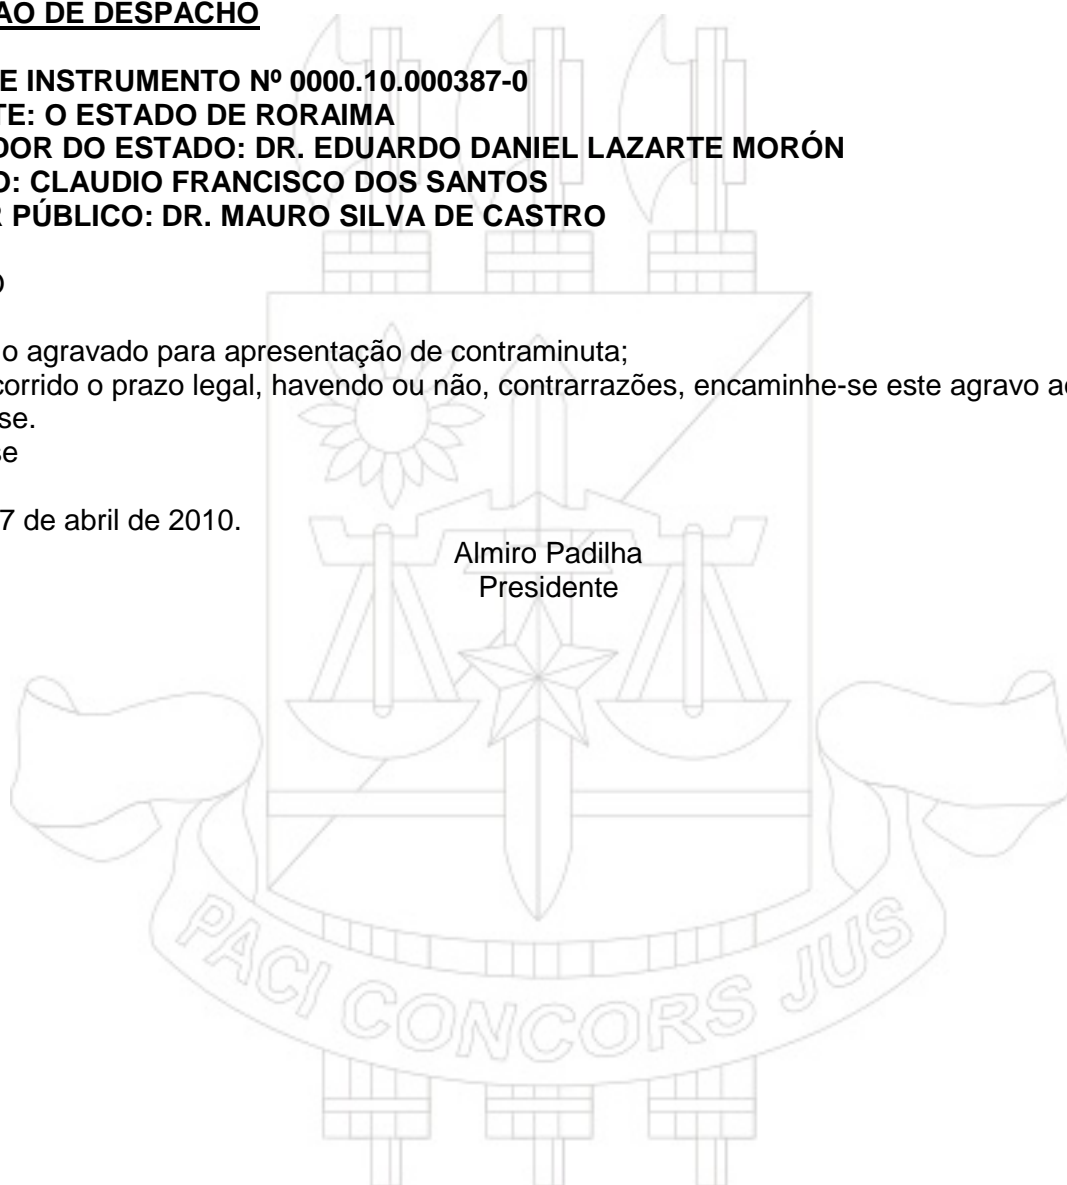 ÃO DE DESPACHO
E INSTRUMENTO Nº 0000.10.000387-0
TE: O ESTADO DE RORAIMA
DOR DO ESTADO: DR. EDUARDO DANIEL LAZARTE MORÓN
O: CLAUDIO FRANCISCO DOS SANTOS
R PÚBLICO: DR. MAURO SILVA DE CASTRO
O
o agravado para apresentação de contraminuta;
corrido o prazo legal, havendo ou não, contrarrazões, encaminhe-se este agravo ao
se.
se
7 de abril de 2010.
Almiro Padilha
Presidente
PACI CONCORS JUS